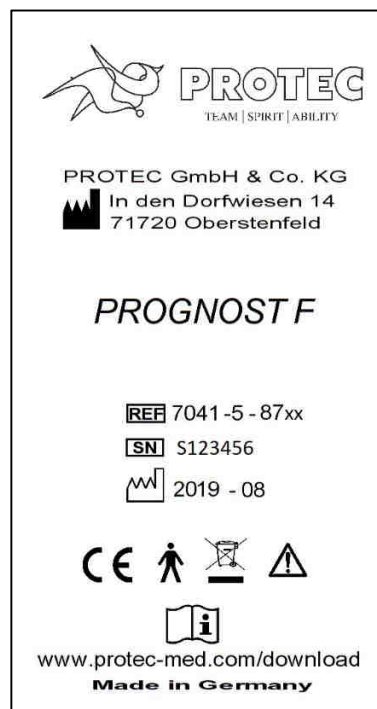 PROTEC
TEAM | SPIRIT | ABILITY
PROTEC GmbH & Co. KG
In den Dorfwiesen 14
71720 Oberstenfeld
PROGNOST F
REF 7041-5-87xx
SN S123456
2019 - 08
CE
i
www.protec-med.com/download
Made in Germany